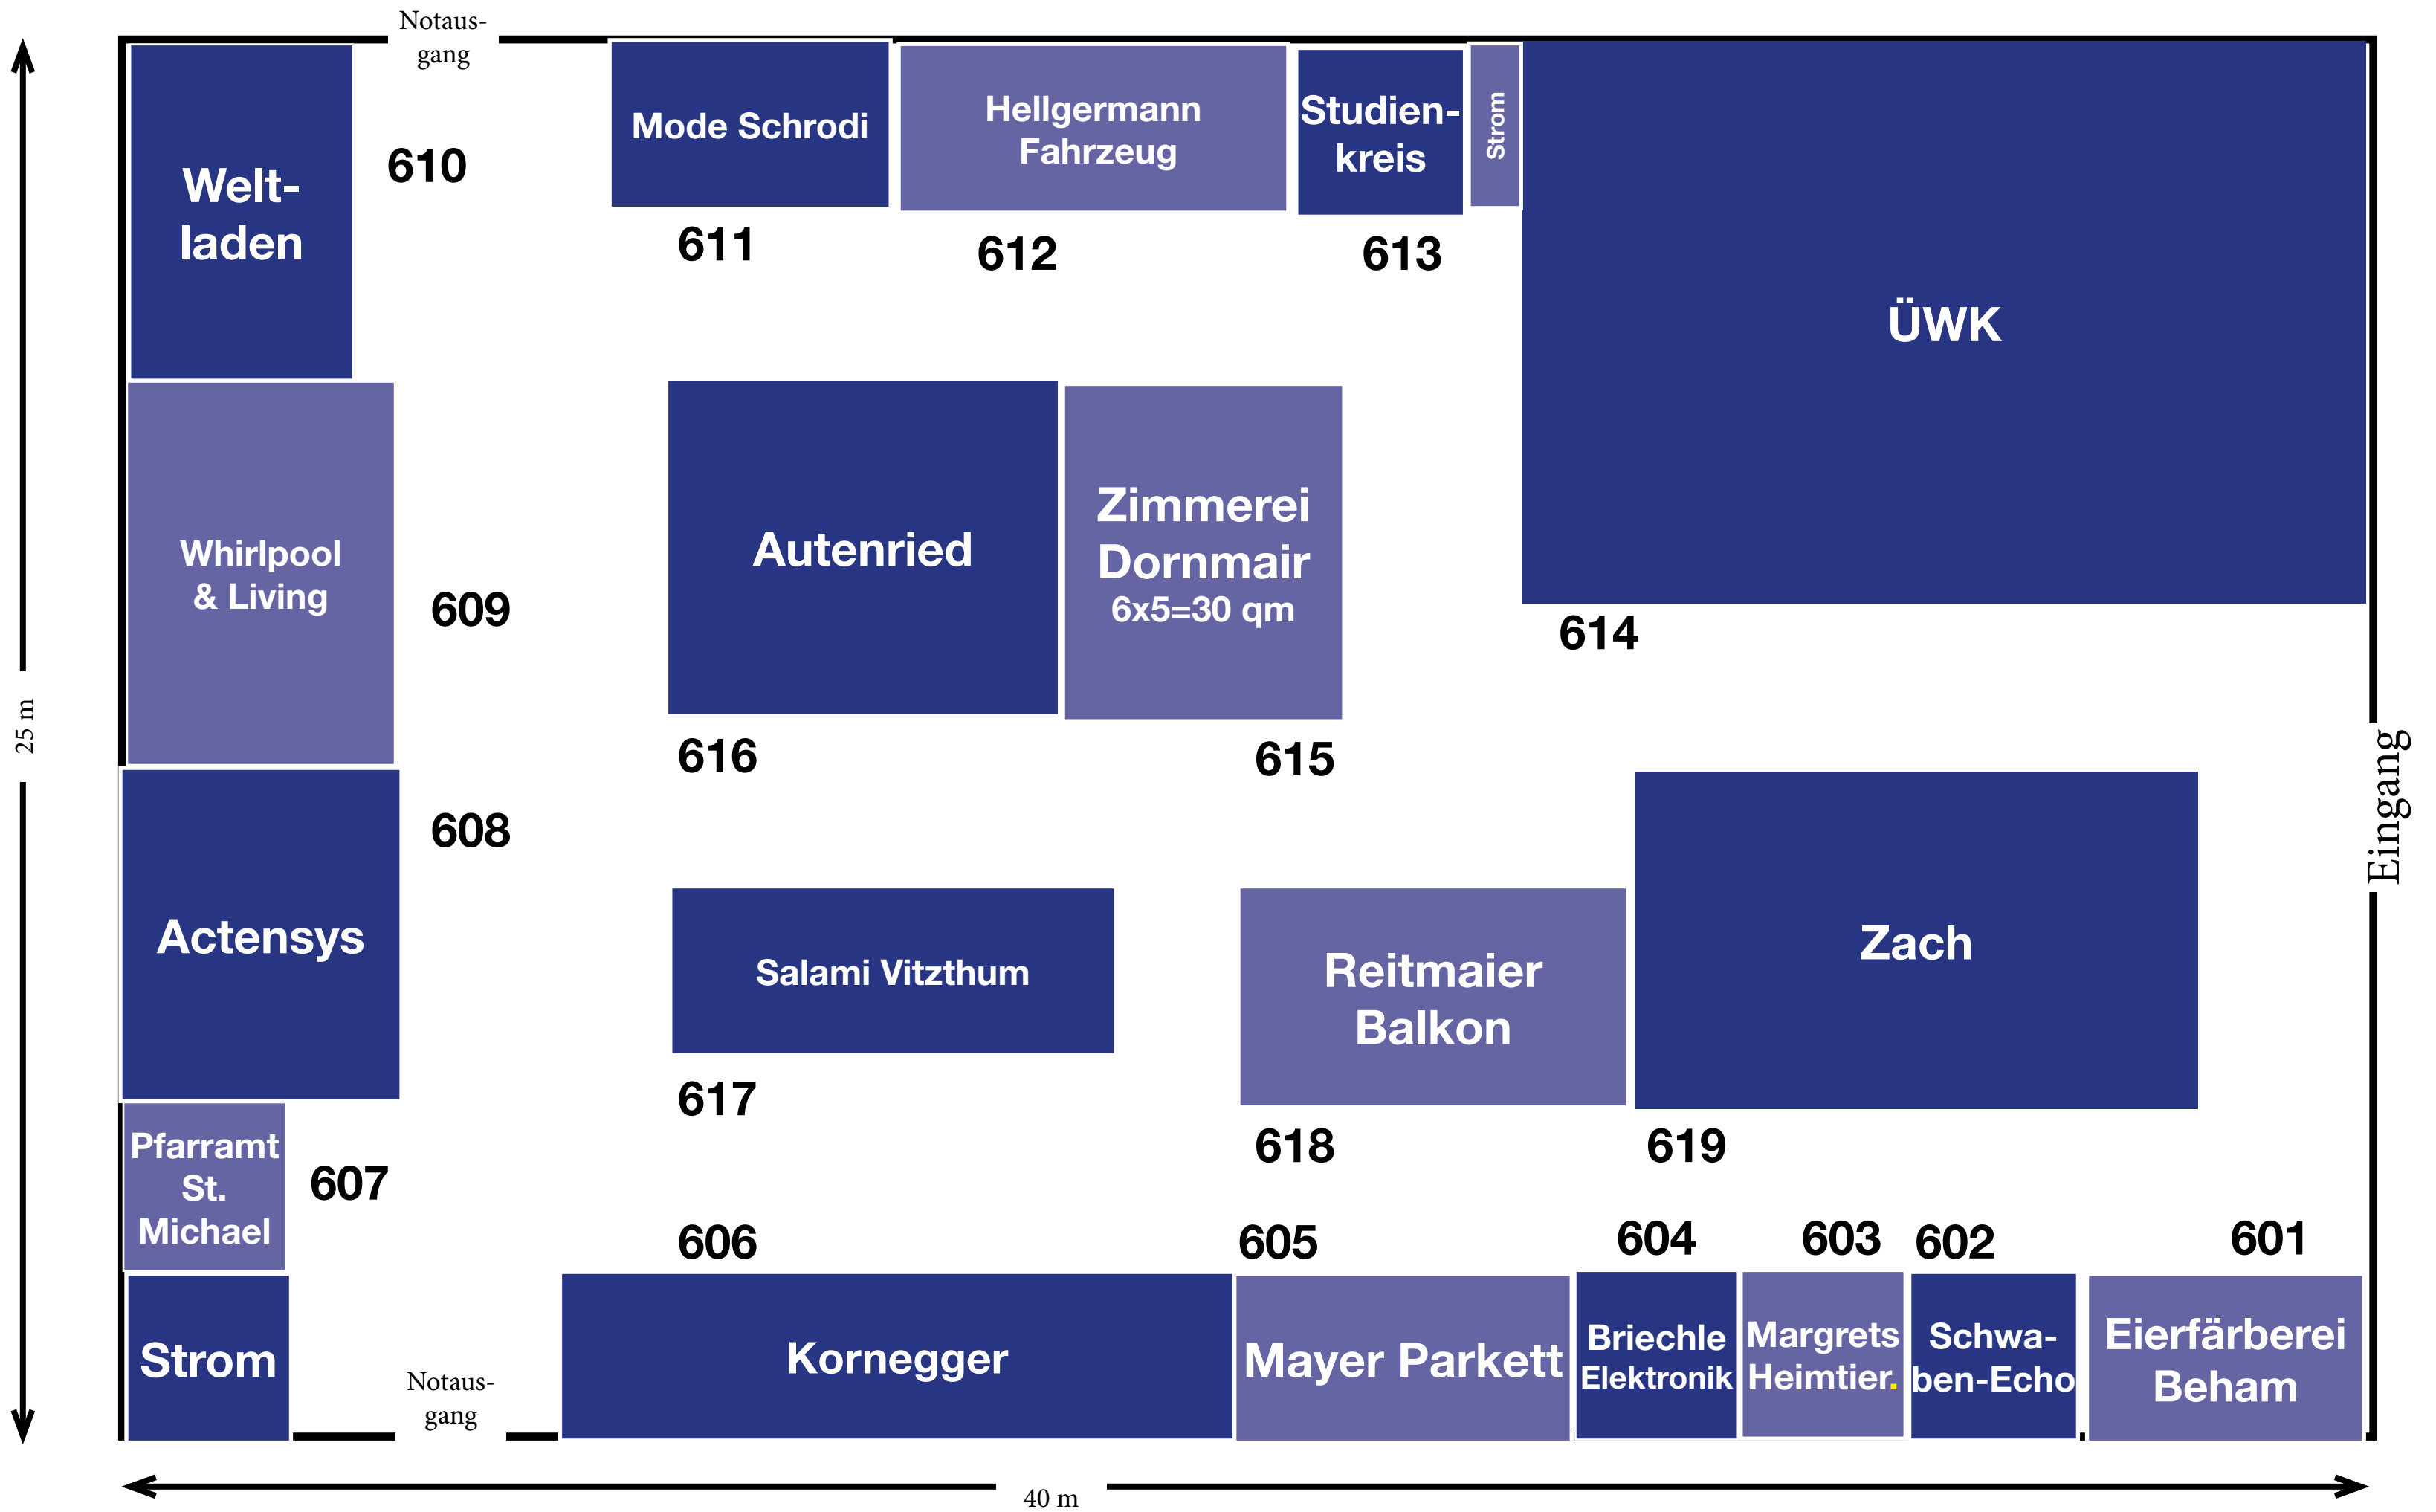 Notaus-
gang
Welt-
laden
610
Mode Schrodi
611
Hellgermann
Fahrzeug
612
Studien-
kreis
613
Strom
ÜWK
614
Whirlpool
& Living
609
Autenried
616
Zimmerei
Dornmair
6x5=30 qm
615
25 m
Eingang
608
Actensys
Salami Vitzthum
617
Reitmaier
Balkon
618
Zach
619
Pfarramt
St.
Michael
607
606
605
604
603
602
601
Strom
Notaus-
gang
Kornegger
Mayer Parkett
Briechle
Elektronik
Margrets
Heimtier.
Schwa-
ben-Echo
Eierfärberei
Beham
40 m